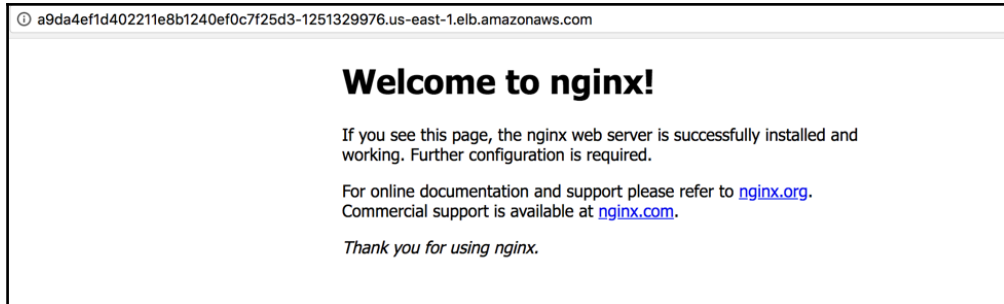 a9da4ef1d402211e8b1240ef0c7f25d3-1251329976.us-east-1.elb.amazonaws.com
Welcome to nginx!
If you see this page, the nginx web server is successfully installed and
working. Further configuration is required.
For online documentation and support please refer to nginx.org.
Commercial support is available at nginx.com.
Thank you for using nginx.